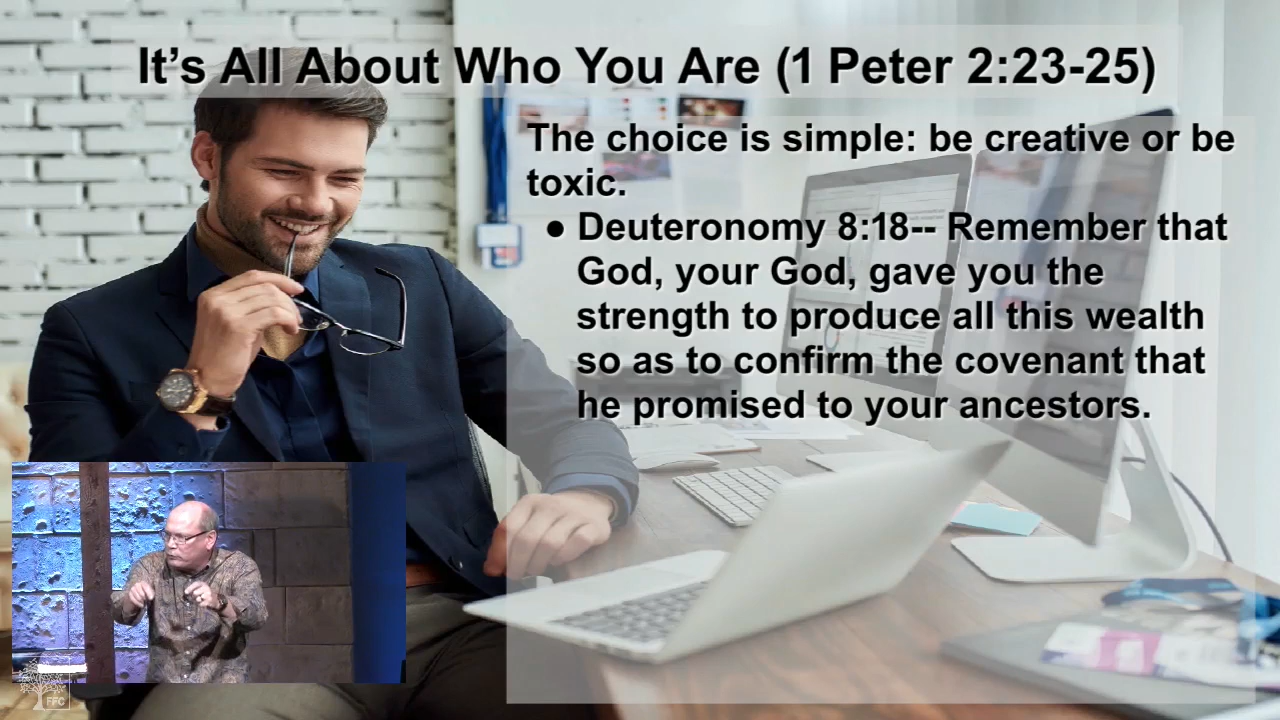 It’s All About Who You Are (1 Peter 2:23-25)
The choice is simple: be creative or be
toxic.
● Deuteronomy 8:18-- Remember that
God, your God, gave you the
strength to produce all this wealth
so as to confirm the covenant that
he promised to your ancestors.
FFC